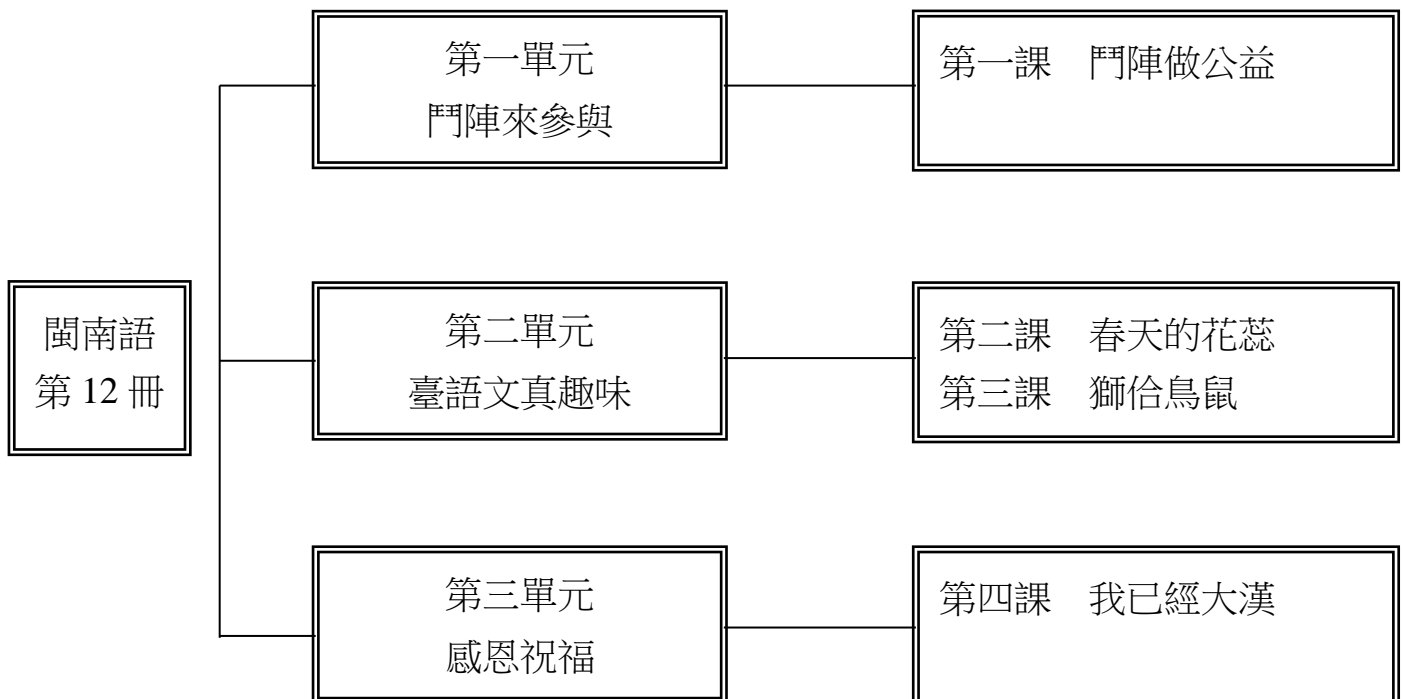 第一單元
鬥陣來參與
第一課　鬥陣做公益
閩南語
第 12 冊
第二單元
臺語文真趣味
第二課　春天的花蕊
第三課　獅佮鳥鼠
第三單元
感恩祝福
第四課　我已經大漢